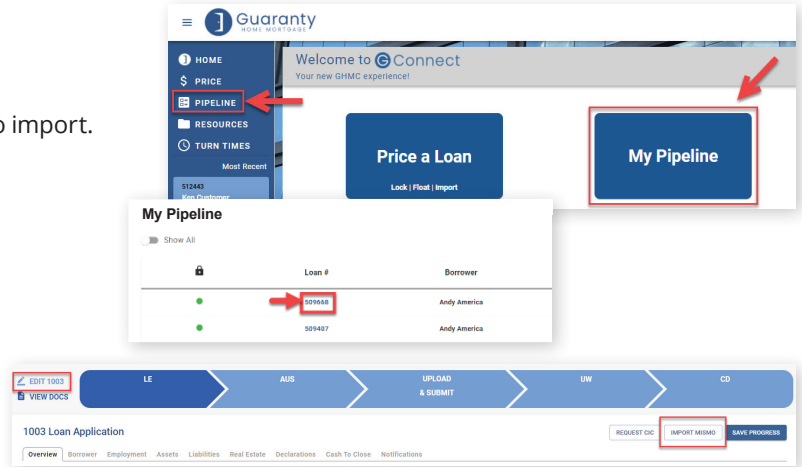 Guaranty
HOME MORTGAGE
HOME
PRICE
PIPELINE
RESOURCES
TURN TIMES
Most Recent
512443
Ken Customer
Welcome to G Connect
Your new GHMC experience!
Price a Loan
Lock | Float | Import
My Pipeline
o import.
My Pipeline
Show All
Loan # Borrower
509668 Andy America
509407 Andy America
EDIT 1003
VIEW DOCS
LE AUS UPLOAD & SUBMIT UW CD
1003 Loan Application
REQUEST CIC IMPORT MISMO SAVE PROGRESS
Overview Borrower Employment Assets Liabilities Real Estate Declarations Cash To Close Notifications